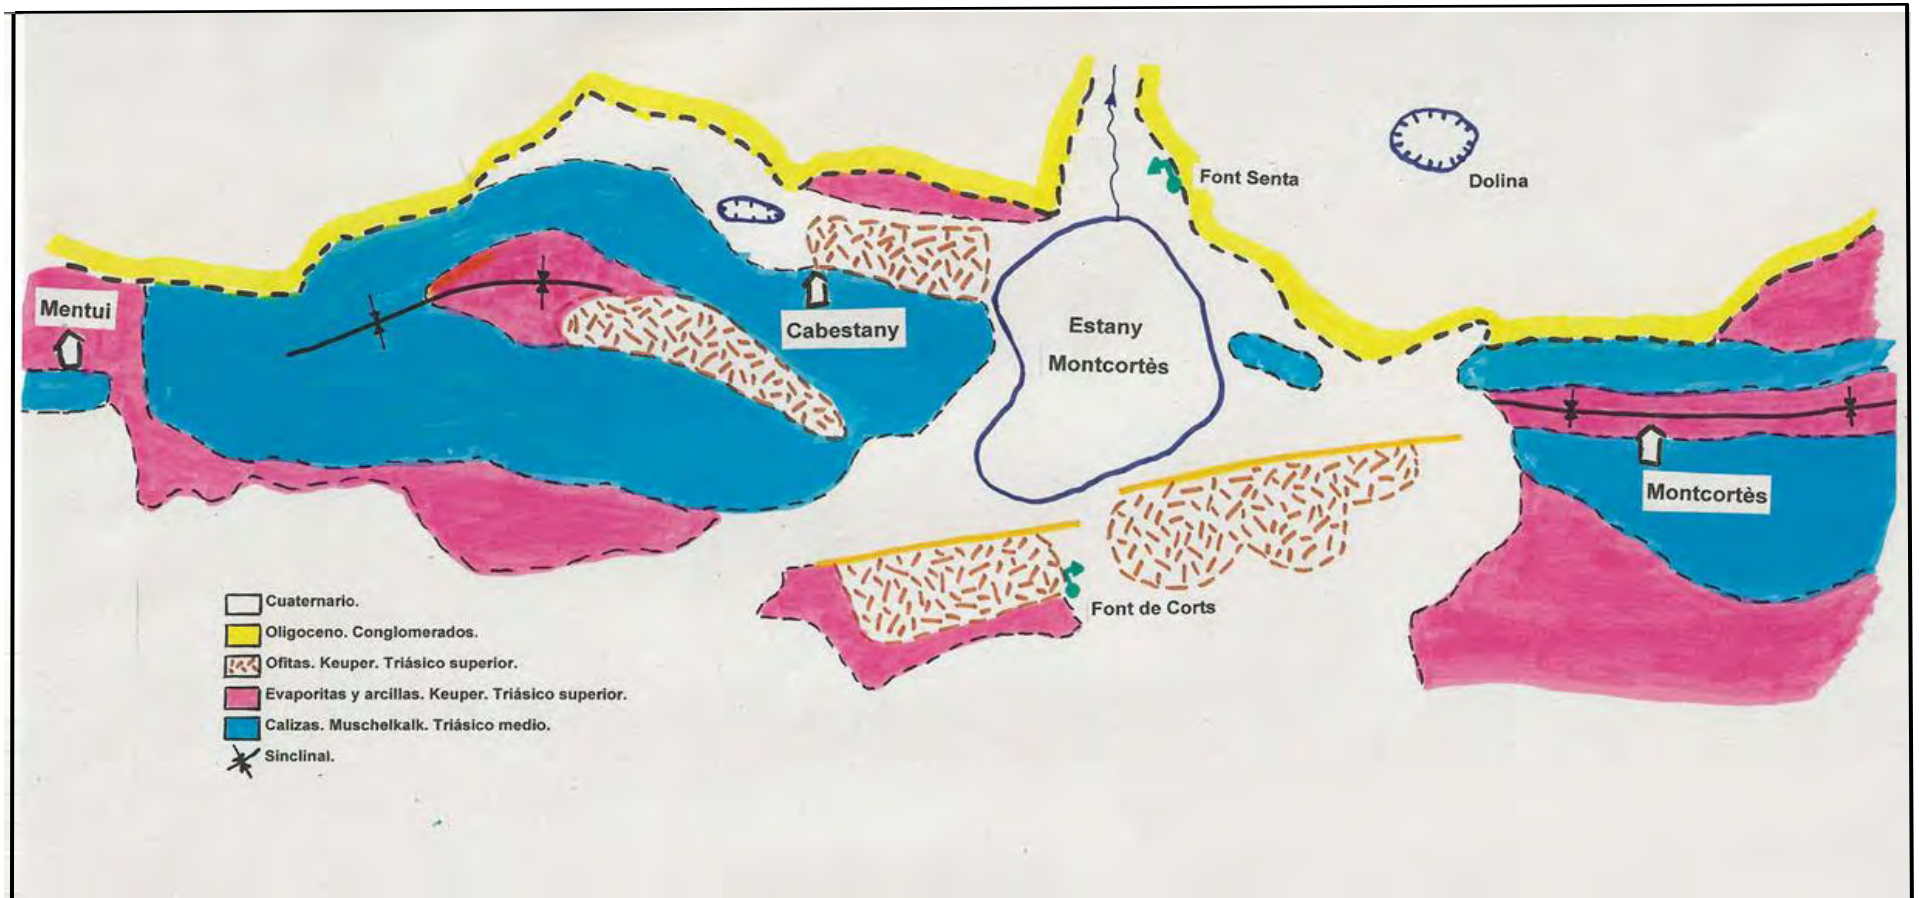 Font Senta
Dolina
Mentui
Cabestany
Estany
Montcortès
Montcortès
Font de Corts
Cuaternario.
Oligoceno. Conglomerados.
Ofitas. Keuper. Triásico superior.
Evaporitas y arcillas. Keuper. Triásico superior.
Calizas. Muschelkalk. Triásico medio.
Sinclinal.